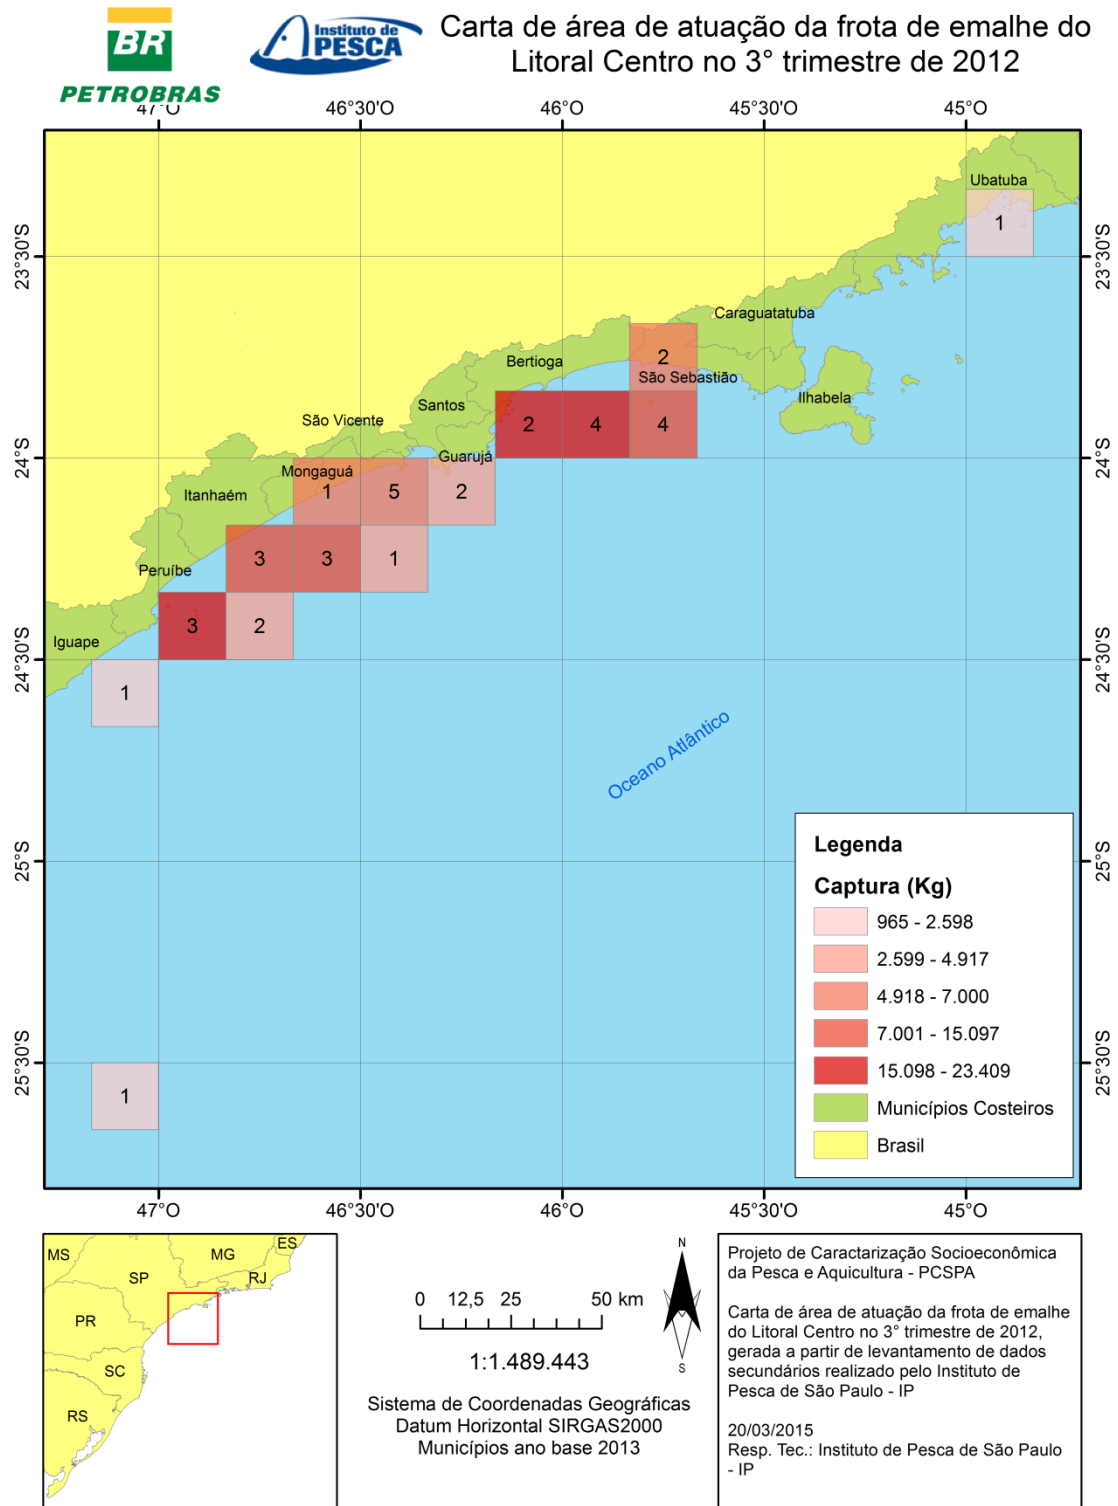 BR
PETROBRAS
Instituto de
PESCA
Carta de área de atuação da frota de emalhe do
Litoral Centro no 3° trimestre de 2012
47°O 46°30'O 46°O 45°30'O 45°O
23°30'S 23°30'S
24°S 24°S
24°30'S 24°30'S
25°S 25°S
25°30'S 25°30'S
Ubatuba
1
Caraguatatuba
2
Bertioga
São Sebastião
Ilhabela
Santos
São Vicente
2 4 4
Guarujá
Mongaguá
Itanhaém
1 5 2
3 3 1
Peruíbe
3 2
Iguape
1
Oceano Atlântico
1
Legenda
Captura (Kg)
965 - 2.598
2.599 - 4.917
4.918 - 7.000
7.001 - 15.097
15.098 - 23.409
Municípios Costeiros
Brasil
47°O 46°30'O 46°O 45°30'O 45°O
MS
MG
ES
SP
RJ
PR
SC
RS
0 12,5 25 50 km
1:1.489.443
N
S
Sistema de Coordenadas Geográficas
Datum Horizontal SIRGAS2000
Municípios ano base 2013
Projeto de Caractarização Socioeconômica
da Pesca e Aquicultura - PCSPA
Carta de área de atuação da frota de emalhe
do Litoral Centro no 3° trimestre de 2012,
gerada a partir de levantamento de dados
secundários realizado pelo Instituto de
Pesca de São Paulo - IP
20/03/2015
Resp. Tec.: Instituto de Pesca de São Paulo
- IP